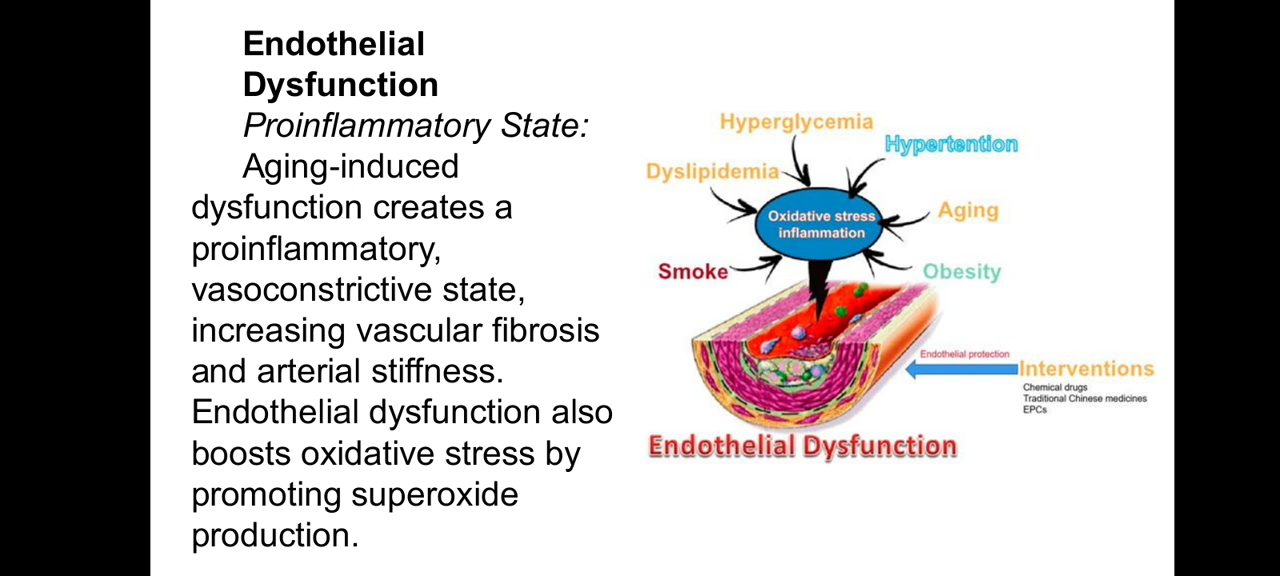 Endothelial
Dysfunction
Proinflammatory State:
Aging-induced
dysfunction creates a
proinflammatory,
vasoconstrictive state,
increasing vascular fibrosis
and arterial stiffness.
Endothelial dysfunction also
boosts oxidative stress by
promoting superoxide
production.
Hyperglycemia
Hypertention
Dyslipidemia
Aging
Oxidative stress
inflammation
Smoke
Obesity
Endothelial protection
Interventions
Chemical drugs
Traditional Chinese medicines
EPCs
Endothelial Dysfunction